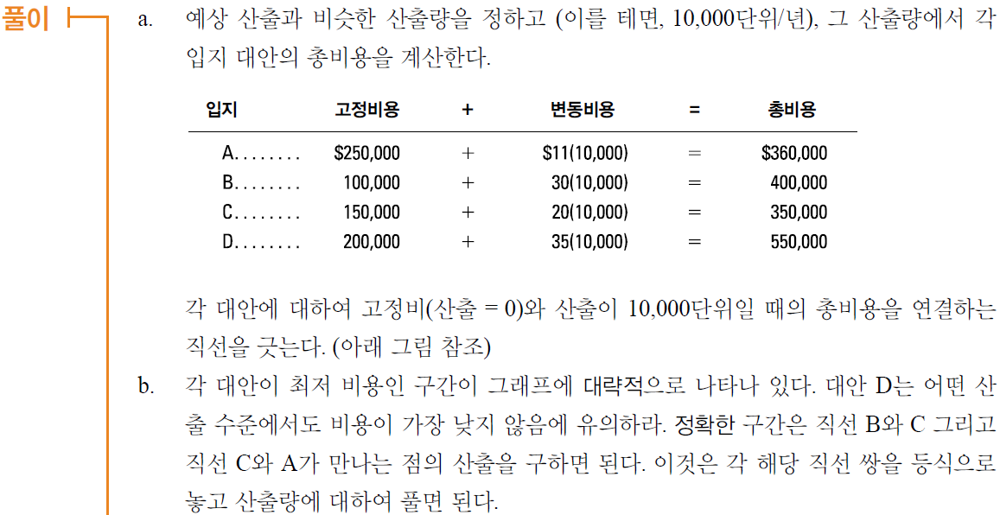 풀이
a. 예상 산출과 비슷한 산출량을 정하고 (이를 테면, 10,000단위/년), 그 산출량에서 각
입지 대안의 총비용을 계산한다.
입지 고정비용 + 변동비용 = 총비용
A........ $250,000 + $11(10,000) = $360,000
B........ 100,000 + 30(10,000) = 400,000
C........ 150,000 + 20(10,000) = 350,000
D........ 200,000 + 35(10,000) = 550,000
각 대안에 대하여 고정비(산출 = 0)와 산출이 10,000단위일 때의 총비용을 연결하는
직선을 긋는다. (아래 그림 참조)
b. 각 대안이 최저 비용인 구간이 그래프에 대략적으로 나타나 있다. 대안 D는 어떤 산
출 수준에서도 비용이 가장 낮지 않음에 유의하라. 정확한 구간은 직선 B와 C 그리고
직선 C와 A가 만나는 점의 산출을 구하면 된다. 이것은 각 해당 직선 쌍을 등식으로
놓고 산출량에 대하여 풀면 된다.